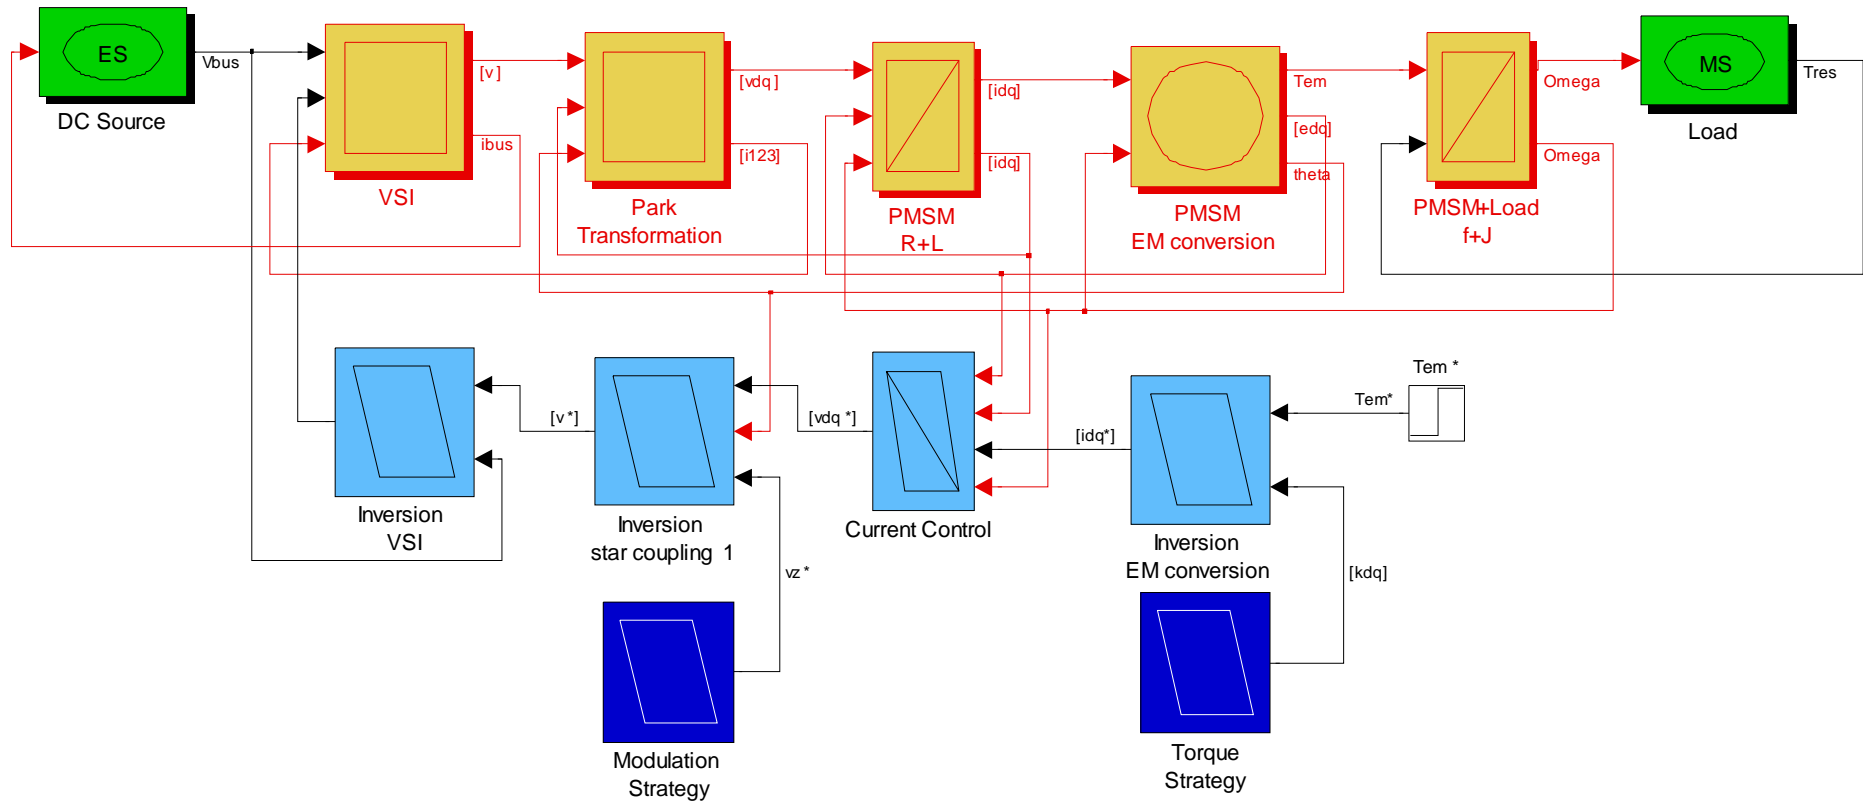 ES
DC Source
Vbus
VSI
[v]
ibus
Park
Transformation
[vdq ]
[i123]
PMSM
R+L
[idq]
[idq]
PMSM
EM conversion
Tem
[edq]
theta
PMSM+Load
f+J
Omega
Omega
MS
Load
Tres
Inversion
VSI
[v *]
Inversion
star coupling 1
[vdq *]
Current Control
[idq*]
Inversion
EM conversion
Tem*
Tem *
vz *
[kdq]
Modulation
Strategy
Torque
Strategy